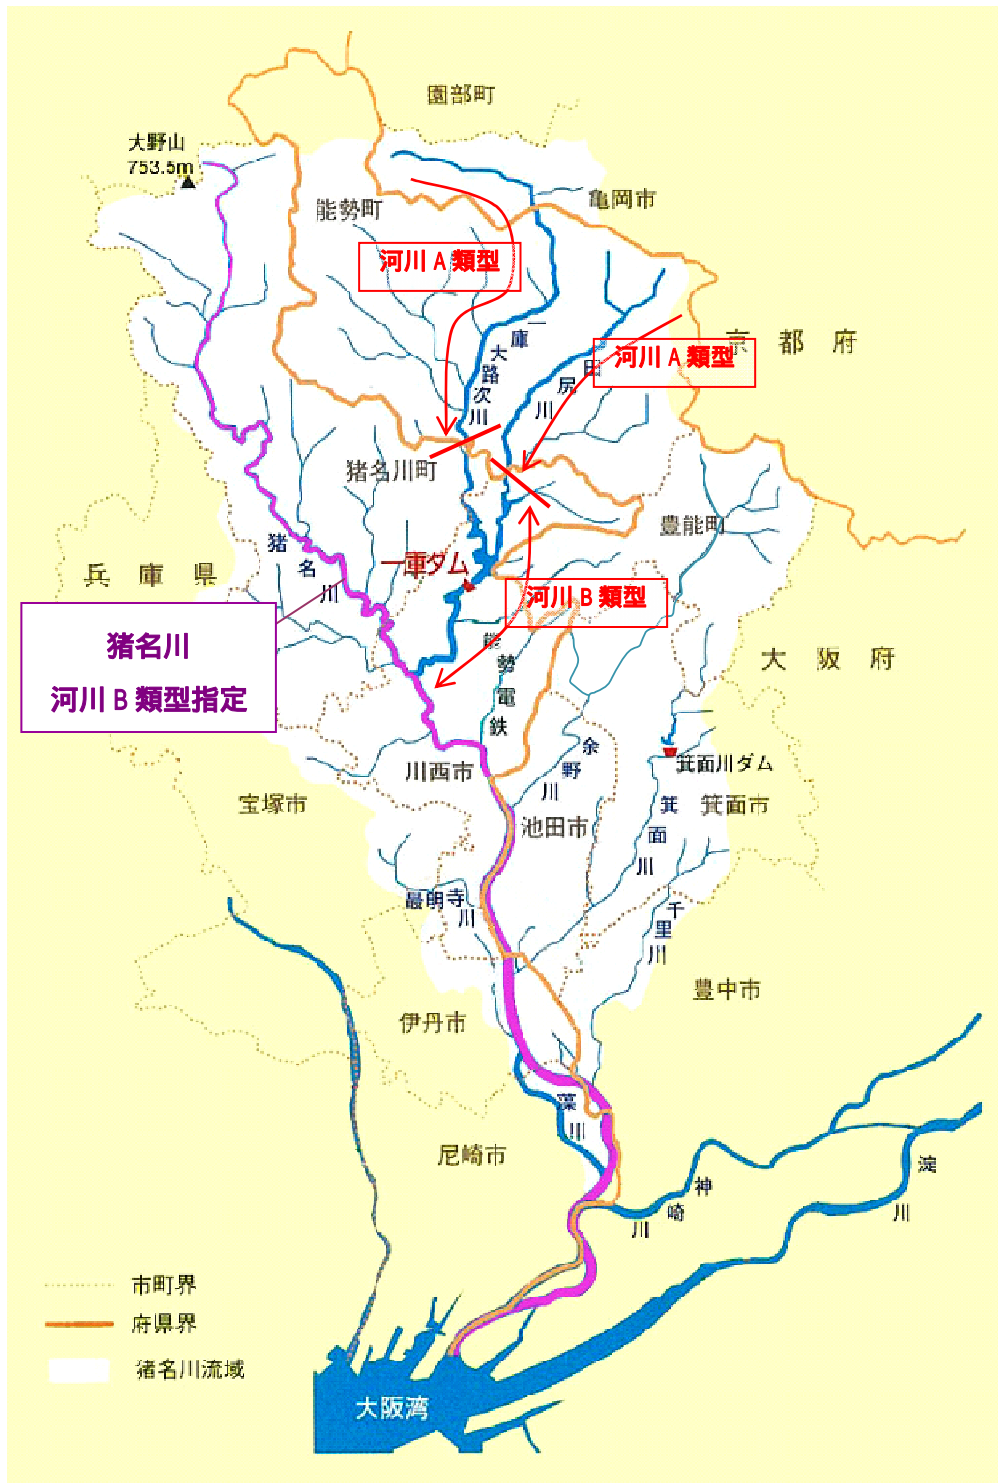 園部町
大野山
753.5m
亀岡市
能勢町
河川 A 類型
一庫大路次川
河川 A 類型
京都府
田尻川
猪名川町
豊能町
猪名川
一庫ダム
兵庫県
河川 B 類型
猪名川
河川 B 類型指定
能勢電鉄
大阪府
余野川
川西市
箕面川ダム
宝塚市
池田市
箕面川
箕面市
最明寺川
千里川
豊中市
伊丹市
藻川
尼崎市
神崎川
淀川
市町界
府県界
猪名川流域
大阪湾